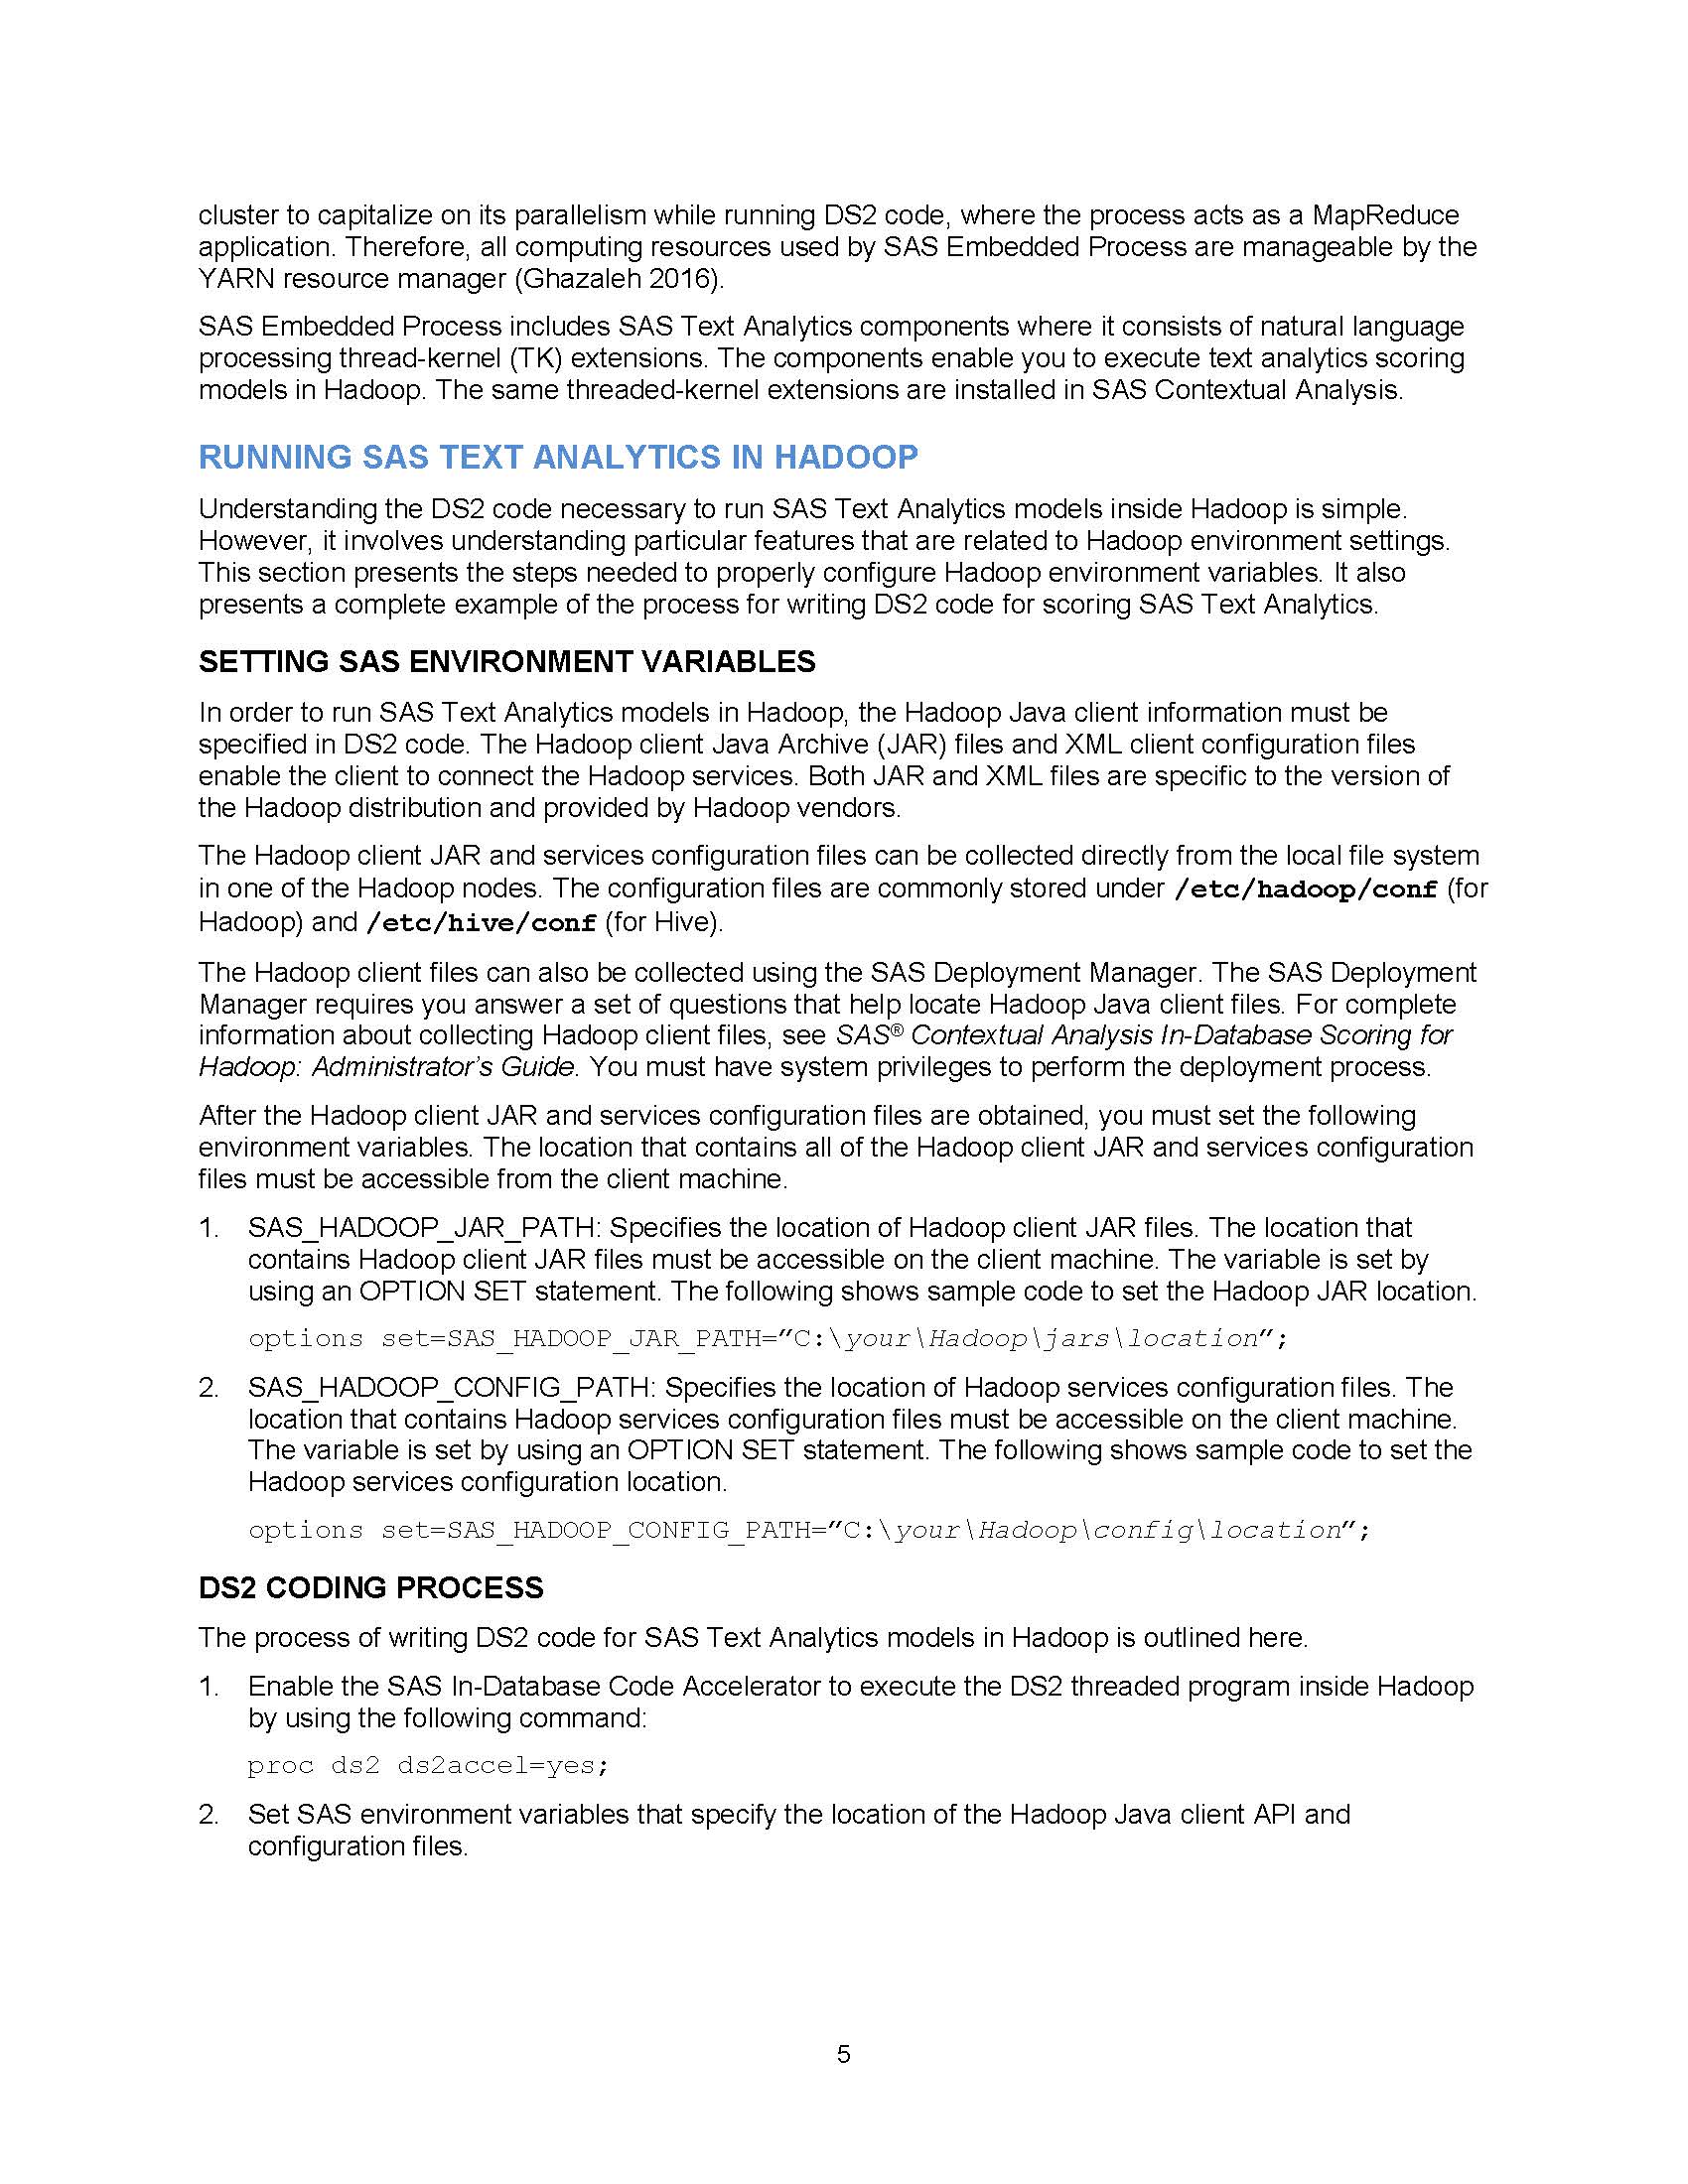 cluster to capitalize on its parallelism while running DS2 code, where the process acts as a MapReduce
application. Therefore, all computing resources used by SAS Embedded Process are manageable by the
YARN resource manager (Ghazaleh 2016).
SAS Embedded Process includes SAS Text Analytics components where it consists of natural language
processing thread-kernel (TK) extensions. The components enable you to execute text analytics scoring
models in Hadoop. The same threaded-kernel extensions are installed in SAS Contextual Analysis.
RUNNING SAS TEXT ANALYTICS IN HADOOP
Understanding the DS2 code necessary to run SAS Text Analytics models inside Hadoop is simple.
However, it involves understanding particular features that are related to Hadoop environment settings.
This section presents the steps needed to properly configure Hadoop environment variables. It also
presents a complete example of the process for writing DS2 code for scoring SAS Text Analytics.
SETTING SAS ENVIRONMENT VARIABLES
In order to run SAS Text Analytics models in Hadoop, the Hadoop Java client information must be
specified in DS2 code. The Hadoop client Java Archive (JAR) files and XML client configuration files
enable the client to connect the Hadoop services. Both JAR and XML files are specific to the version of
the Hadoop distribution and provided by Hadoop vendors.
The Hadoop client JAR and services configuration files can be collected directly from the local file system
in one of the Hadoop nodes. The configuration files are commonly stored under /etc/hadoop/conf (for
Hadoop) and /etc/hive/conf (for Hive).
The Hadoop client files can also be collected using the SAS Deployment Manager. The SAS Deployment
Manager requires you answer a set of questions that help locate Hadoop Java client files. For complete
information about collecting Hadoop client files, see SAS® Contextual Analysis In-Database Scoring for
Hadoop: Administrator’s Guide. You must have system privileges to perform the deployment process.
After the Hadoop client JAR and services configuration files are obtained, you must set the following
environment variables. The location that contains all of the Hadoop client JAR and services configuration
files must be accessible from the client machine.
1. SAS_HADOOP_JAR_PATH: Specifies the location of Hadoop client JAR files. The location that
contains Hadoop client JAR files must be accessible on the client machine. The variable is set by
using an OPTION SET statement. The following shows sample code to set the Hadoop JAR location.
options set=SAS_HADOOP_JAR_PATH=”C:\your\Hadoop\jars\location”;
2. SAS_HADOOP_CONFIG_PATH: Specifies the location of Hadoop services configuration files. The
location that contains Hadoop services configuration files must be accessible on the client machine.
The variable is set by using an OPTION SET statement. The following shows sample code to set the
Hadoop services configuration location.
options set=SAS_HADOOP_CONFIG_PATH=”C:\your\Hadoop\config\location”;
DS2 CODING PROCESS
The process of writing DS2 code for SAS Text Analytics models in Hadoop is outlined here.
1. Enable the SAS In-Database Code Accelerator to execute the DS2 threaded program inside Hadoop
by using the following command:
proc ds2 ds2accel=yes;
2. Set SAS environment variables that specify the location of the Hadoop Java client API and
configuration files.
5